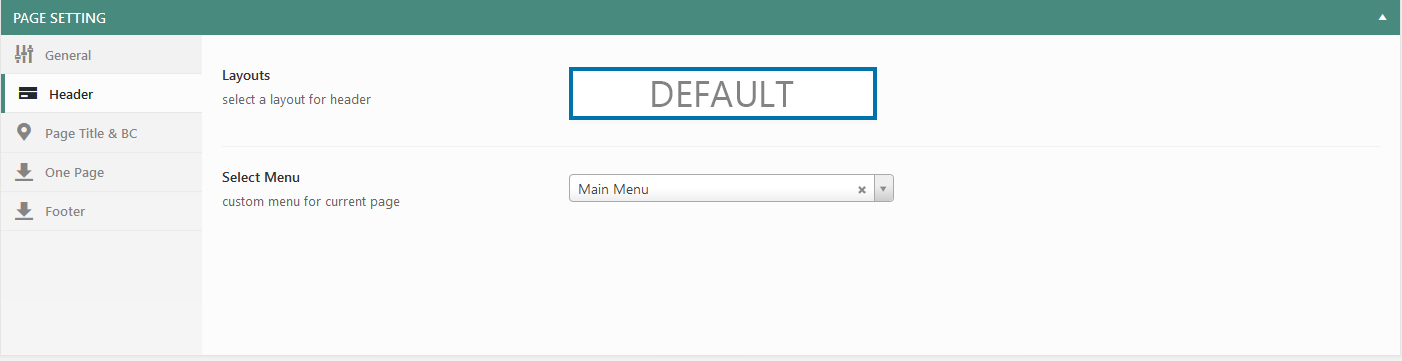 PAGE SETTING
General
Header
Page Title & BC
One Page
Footer
Layouts
select a layout for header
DEFAULT
Select Menu
custom menu for current page
Main Menu